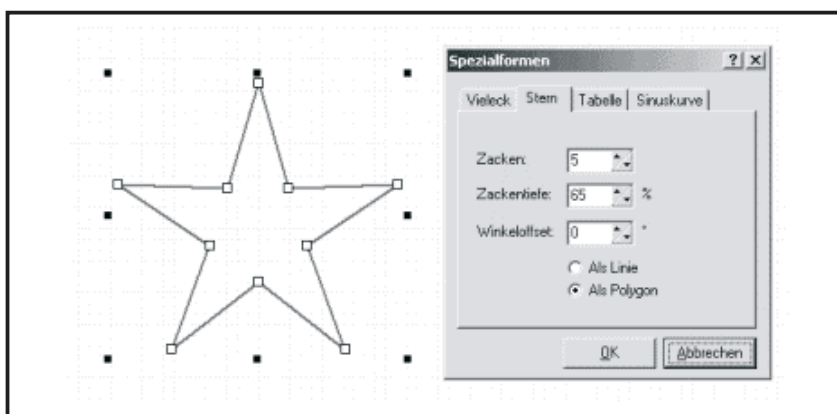 Spezialformen
Vieleck Stern Tabelle Sinuskurve
Zacken: 5
Zackentiefe: 65 %
Winkeloffset: 0 °
Als Linie
Als Polygon
OK Abbrechen